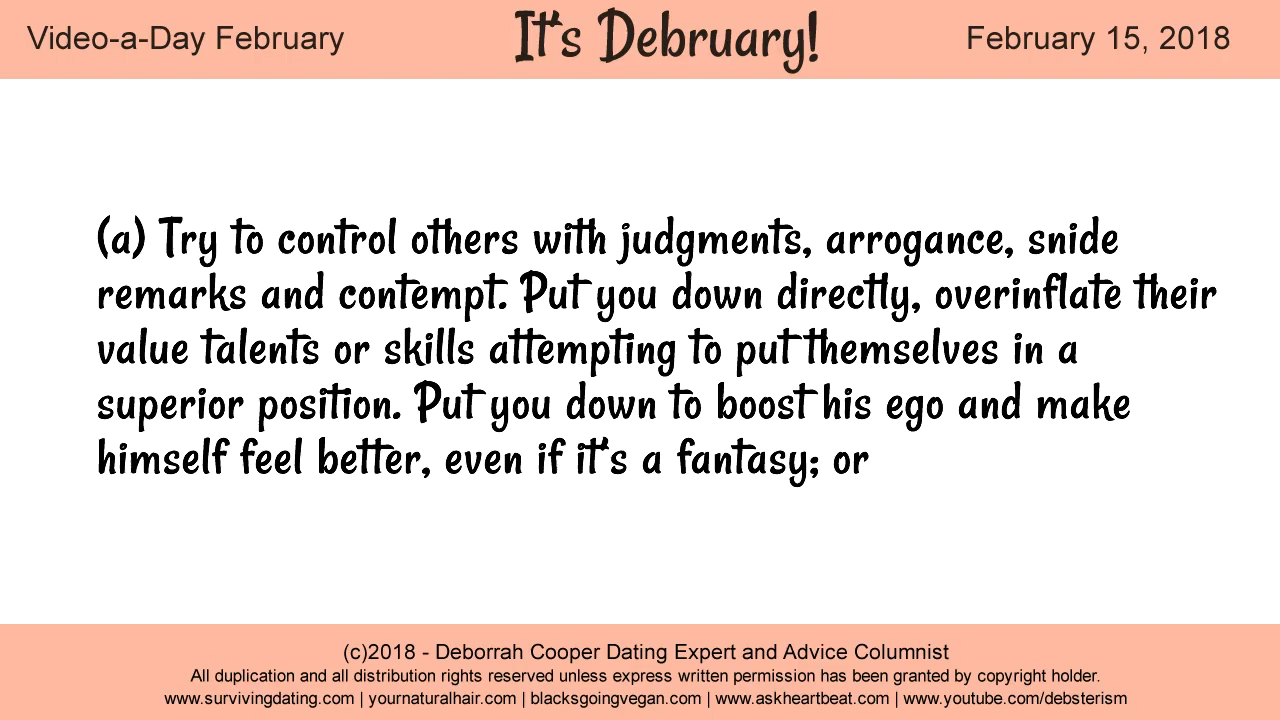 Video-a-Day February
It's Debruary!
February 15, 2018
(a) Try to control others with judgments, arrogance, snide
remarks and contempt. Put you down directly, overinflate their
value talents or skills attempting to put themselves in a
superior position. Put you down to boost his ego and make
himself feel better, even if it's a fantasy; or
(c)2018 - Deborrah Cooper Dating Expert and Advice Columnist
All duplication and all distribution rights reserved unless express written permission has been granted by copyright holder.
www.survivingdating.com | yournaturalhair.com | blacksgoingvegan.com | www.askheartbeat.com | www.youtube.com/debsterism